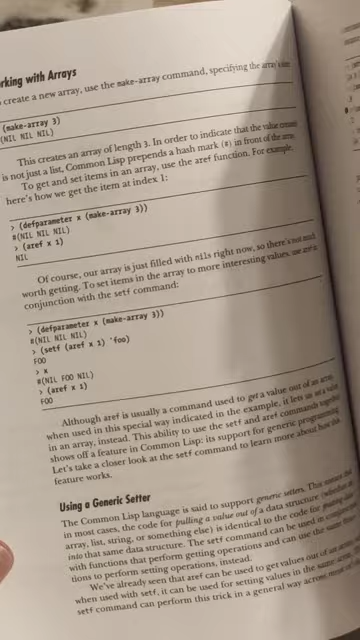 rking with Arrays
create a new array, use the make-array command, specifying the array
(make-array 3)
(NIL NIL NIL)
This creates an array of length 3. In order to indicate that the value created
is not just a list, Common Lisp prepends a hash mark (#) in front of the array.
To get and set items in an array, use the aref function. For example,
here's how we get the item at index 1:
> (defparameter x (make-array 3))
#(NIL NIL NIL)
> (aref x 1)
NIL
Of course, our array is just filled with nils right now, so there's not much
worth getting. To set items in the array to more interesting values, use aref in
conjunction with the setf command:
> (defparameter x (make-array 3))
#(NIL NIL NIL)
> (setf (aref x 1) 'foo)
FOO
> x
#(NIL FOO NIL)
> (aref x 1)
FOO
Although aref is usually a command used to get a value out of an array,
when used in this special way indicated in the example, it lets us set a value
in an array, instead. This ability to use the setf and aref commands together
shows off a feature in Common Lisp: its support for generic programming
Let's take a closer look at the setf command to learn more about how this
feature works.
Using a Generic Setter
The Common Lisp language is said to support generic setters. This means that
in most cases, the code for pulling a value out of a data structure (whether
array, list, string, or something else) is identical to the code for putting data
into that same data structure. The setf command can be used in conjunction
with functions that perform getting operations and can use the same
tions to perform setting operations, instead.
We've already seen that aref can be used to get values out of an array,
when used with setf, it can be used for setting values in the same array.
setf command can perform this trick in a general way across most